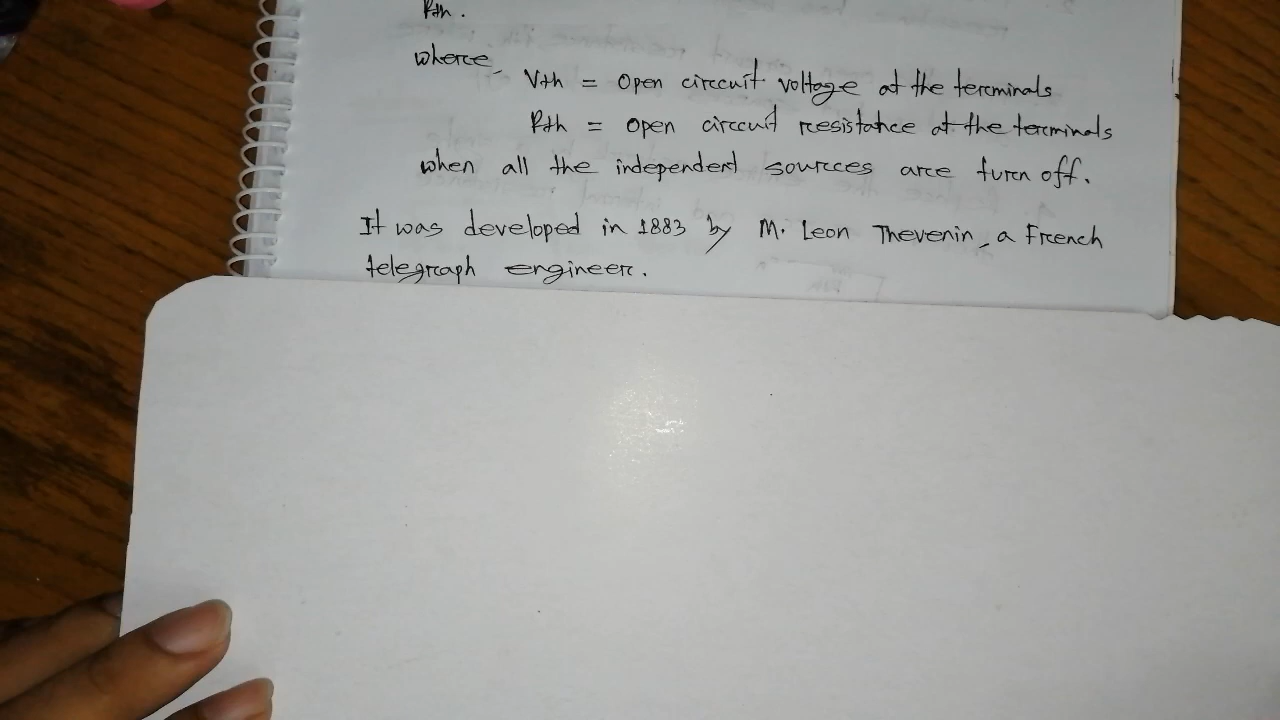 Rth.
where,
Vth = Open circuit voltage at the terminals
Rth = open circuit resistance at the terminals
when all the independent sources are turn off.
It was developed in 1883 by M. Leon Thevenin, a French
telegraph engineer.